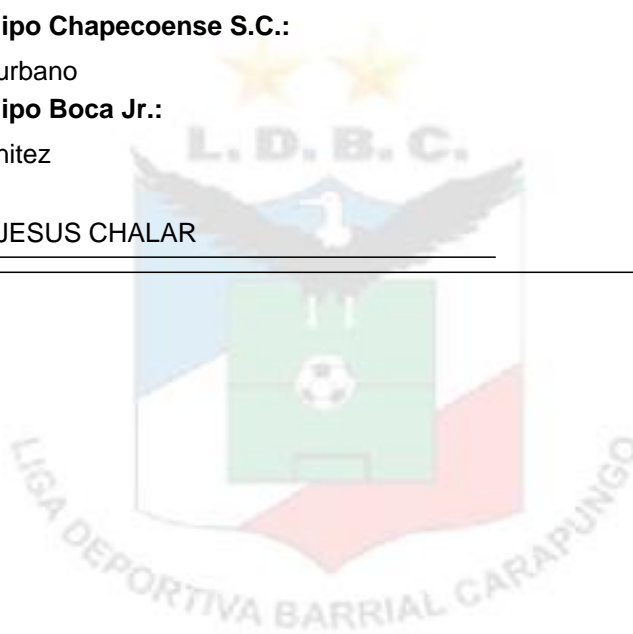 ipo Chapecoense S.C.:
urbano
ipo Boca Jr.:
nitez
L. D. B. C.
JESUS CHALAR
LIGA DEPORTIVA BARRIAL CARAPUNGO